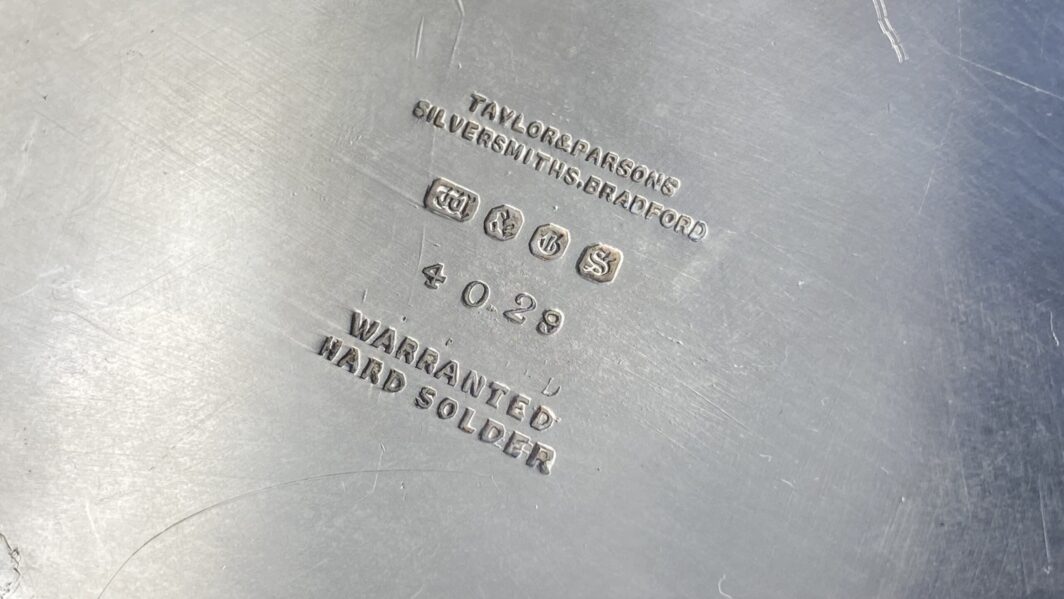 TAYLOR&PARSONS
SILVERSMITHS.BRADFORD
& S
40.29
WARRANTED
HARD SOLDER